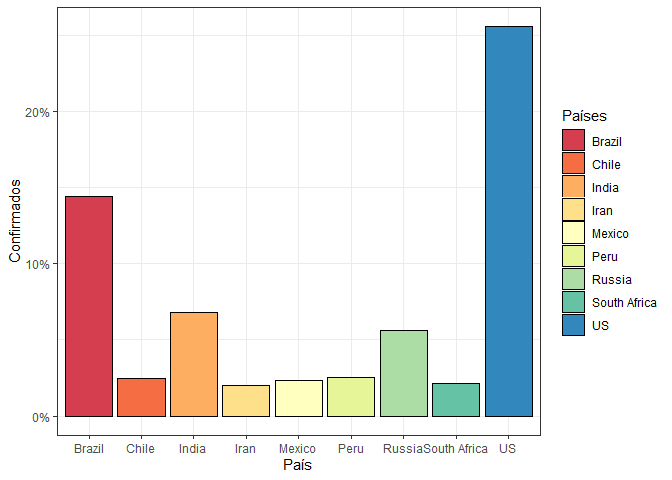 Confirmados
20%
10%
0%
Brazil Chile India Iran Mexico Peru Russia South Africa US
País
Países
Brazil
Chile
India
Iran
Mexico
Peru
Russia
South Africa
US